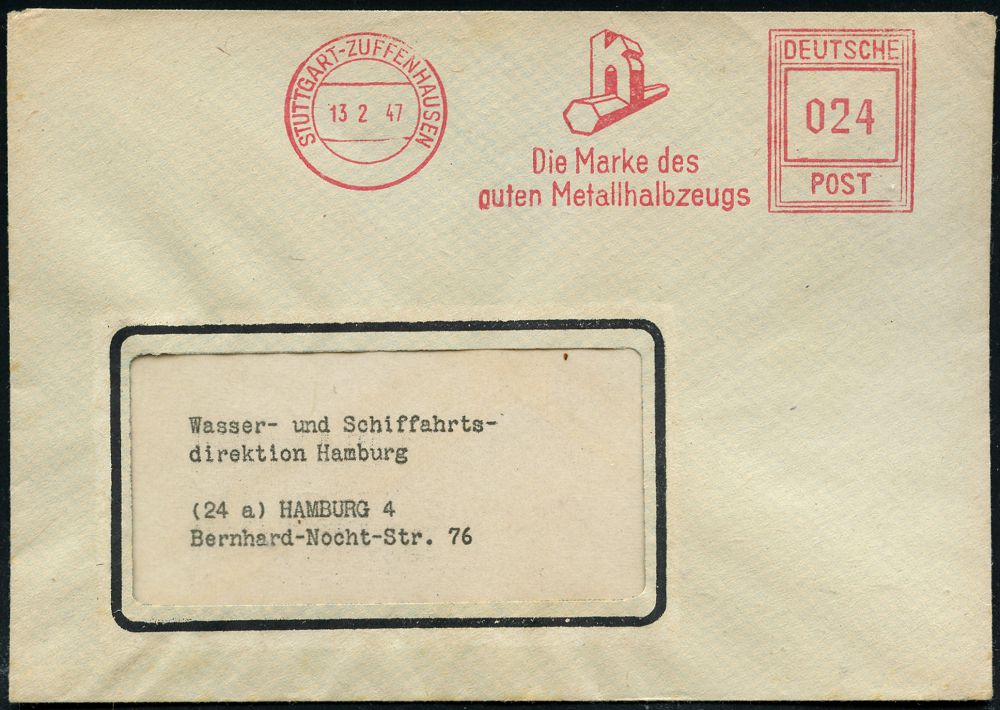 STUTTGART-ZUFFENHAUSEN
13 2 47
Die Marke des
guten Metallhalbzeugs
DEUTSCHE
024
POST
Wasser- und Schiffahrts-
direktion Hamburg
(24 a) HAMBURG 4
Bernhard-Nocht-Str. 76